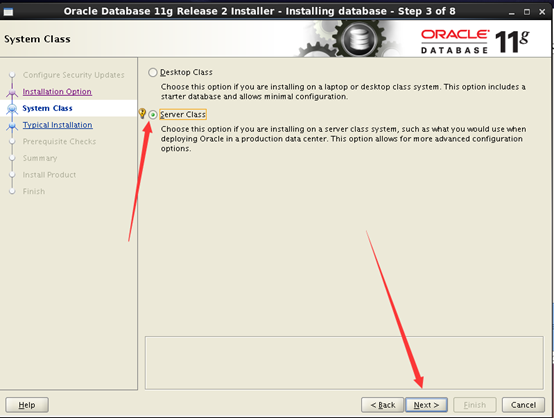 Oracle Database 11g Release 2 Installer - Installing database - Step 3 of 8
System Class
ORACLE
DATABASE 11g
Configure Security Updates
Installation Option
System Class
Typical Installation
Prerequisite Checks
Summary
Install Product
Finish
Desktop Class
Choose this option if you are installing on a laptop or desktop class system. This option includes a
starter database and allows minimal configuration.
Server Class
Choose this option if you are installing on a server class system, such as what you would use when
deploying Oracle in a production data center. This option allows for more advanced configuration
options.
Help
< Back
Next >
Finish
Cancel